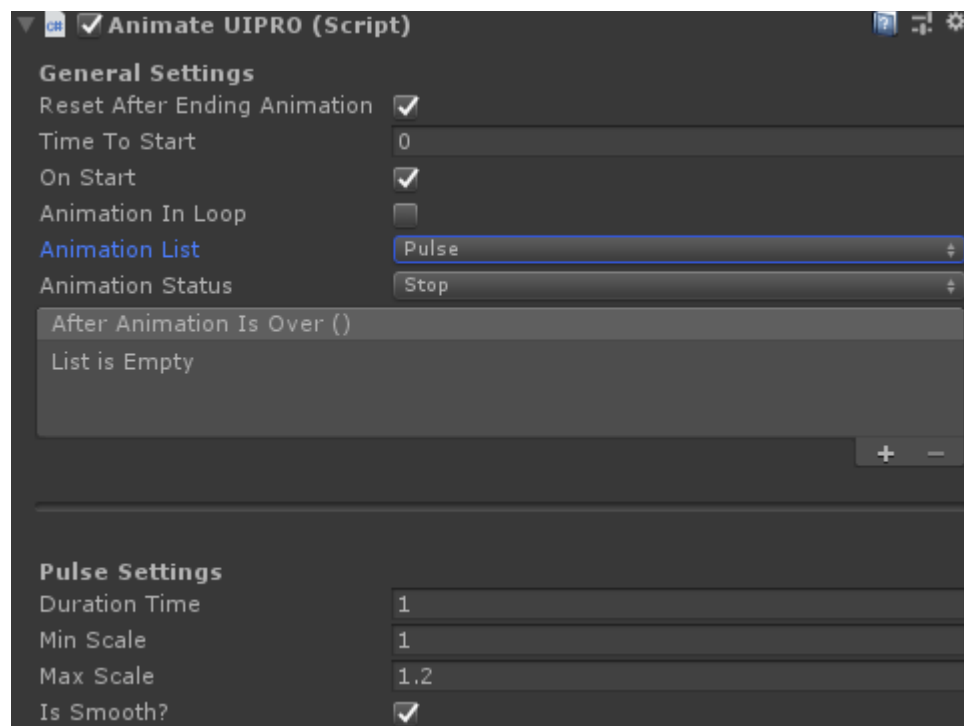 c# Animate UIPRO (Script)
General Settings
Reset After Ending Animation
Time To Start 0
On Start
Animation In Loop
Animation List Pulse
Animation Status Stop
After Animation Is Over ()
List is Empty
+ −
Pulse Settings
Duration Time 1
Min Scale 1
Max Scale 1.2
Is Smooth?